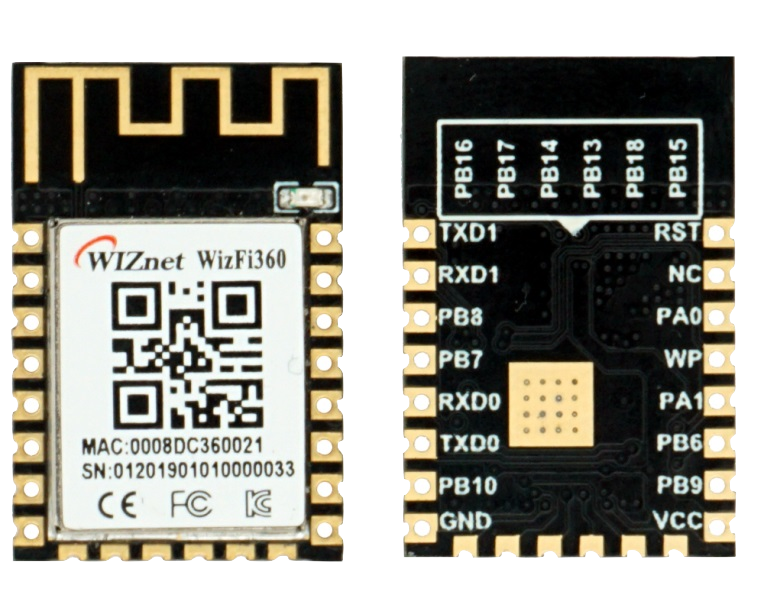 WIZnet WizFi360
MAC:0008DC360021
SN:01201901010000033
CE FC KC
PB16 PB17 PB14 PB13 PB18 PB15
TXD1 RST
RXD1 NC
PB8 PA0
PB7 WP
RXD0 PA1
TXD0 PB6
PB10 PB9
GND VCC